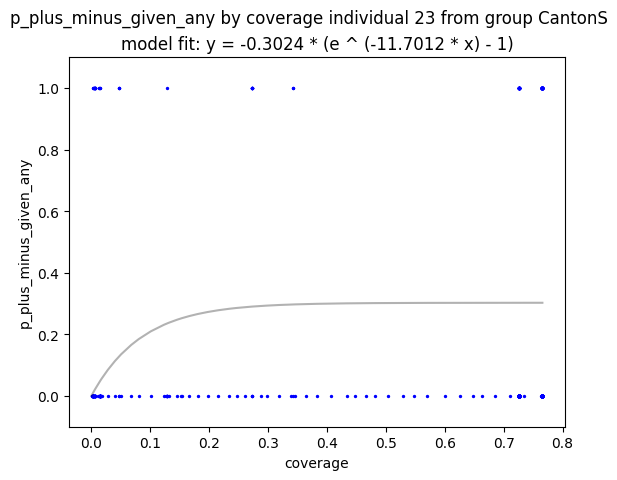 p_plus_minus_given_any by coverage individual 23 from group CantonS
model fit: y = -0.3024 * (e ^ (-11.7012 * x) - 1)
1.0
0.8
0.6
0.4
0.2
0.0
p_plus_minus_given_any
0.0 0.1 0.2 0.3 0.4 0.5 0.6 0.7 0.8
coverage